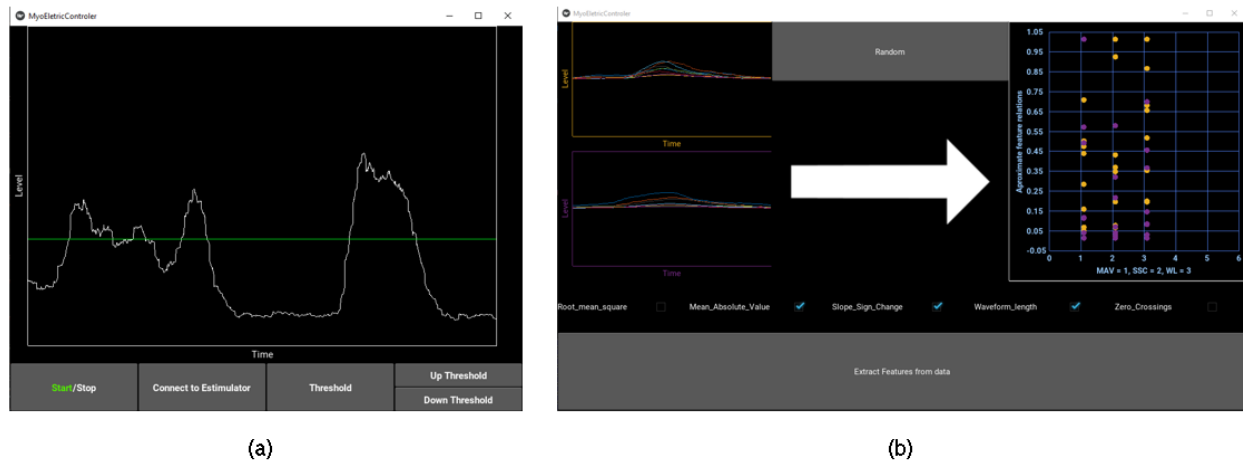 MyoEletricControler
Level
Time
Start/Stop
Connect to Estimulator
Threshold
Up Threshold
Down Threshold
(a)
MyoEletricControler
Level
Time
Level
Time
Random
Aproximate feature relations
1.05
0.95
0.85
0.75
0.65
0.55
0.45
0.35
0.25
0.15
0.05
-0.05
0 1 2 3 4 5 6
MAV = 1, SSC = 2, WL = 3
Root_mean_square
Mean_Absolute_Value
Slope_Sign_Change
Waveform_length
Zero_Crossings
Extract Features from data
(b)